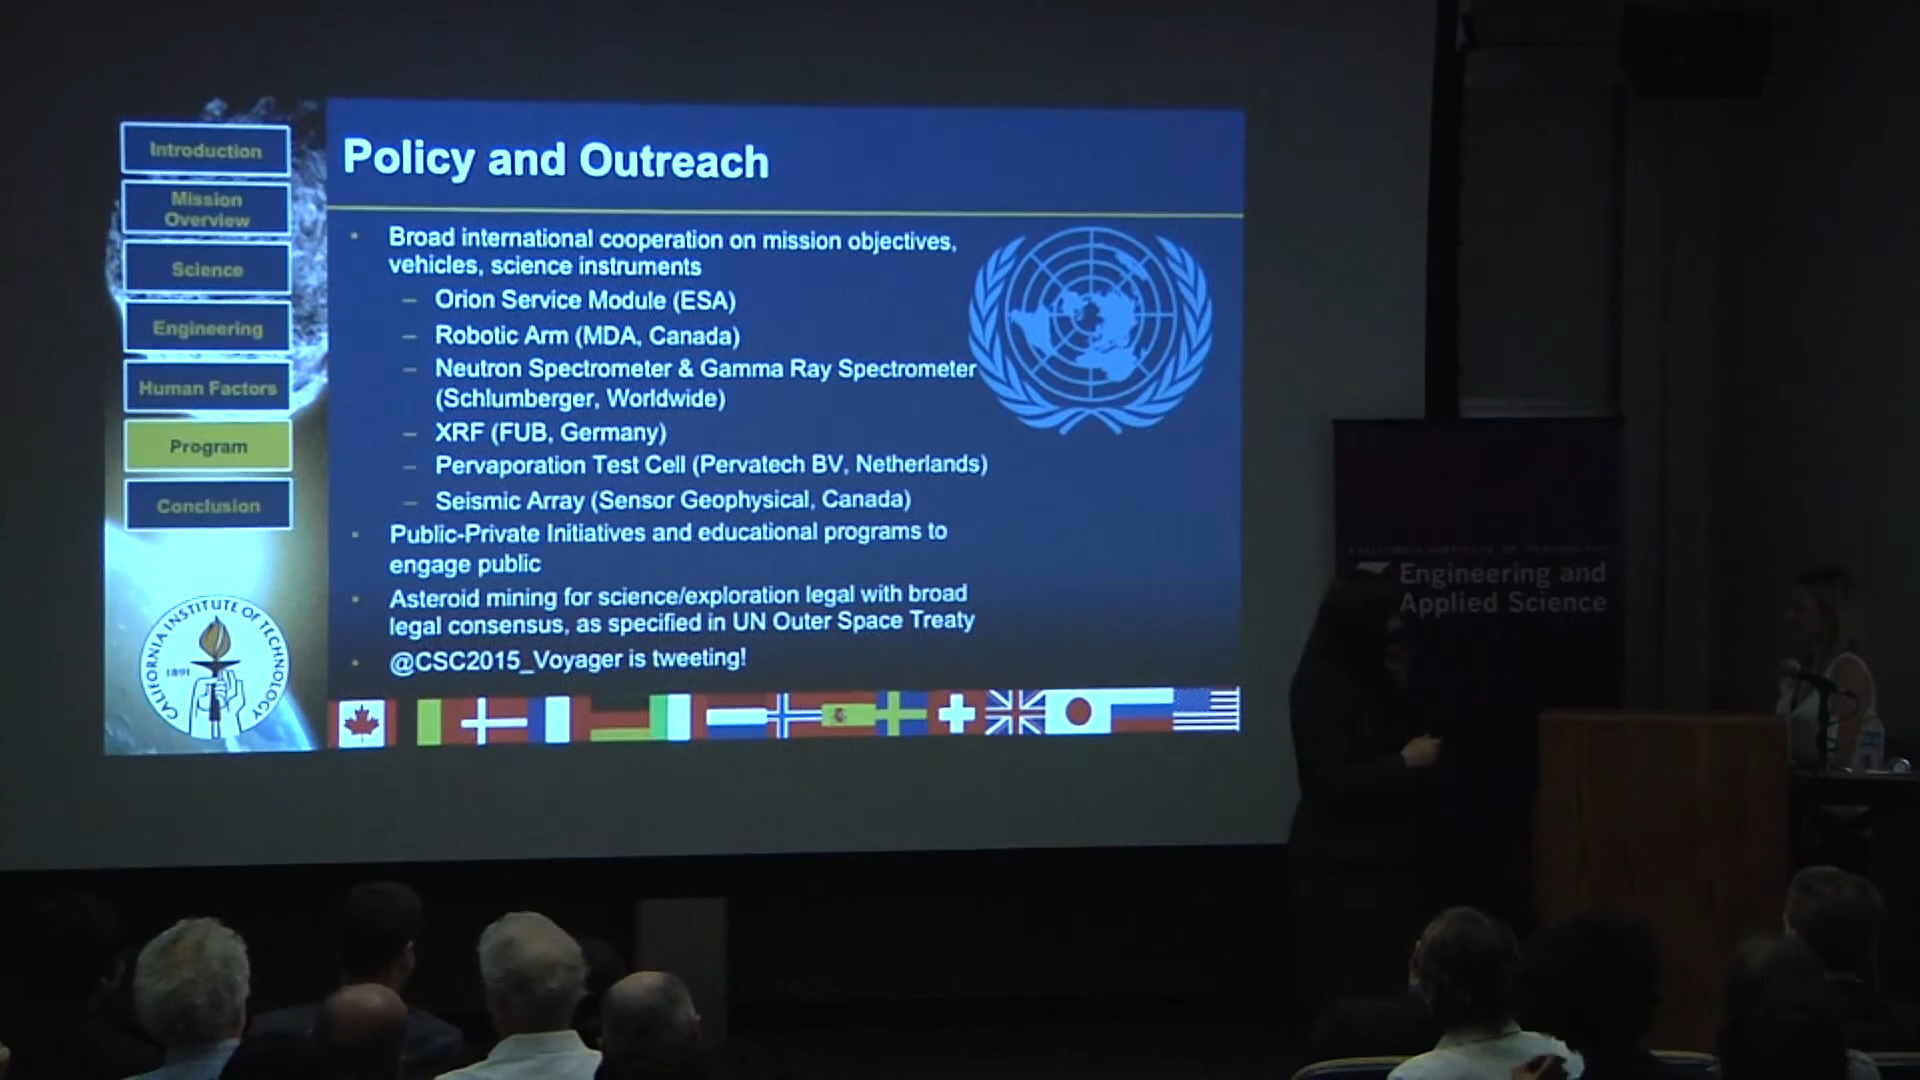 Introduction
Mission
Overview
Science
Engineering
Human Factors
Program
Conclusion
CALIFORNIA INSTITUTE OF TECHNOLOGY
1891
Policy and Outreach
• Broad international cooperation on mission objectives,
vehicles, science instruments
– Orion Service Module (ESA)
– Robotic Arm (MDA, Canada)
– Neutron Spectrometer & Gamma Ray Spectrometer
(Schlumberger, Worldwide)
– XRF (FUB, Germany)
– Pervaporation Test Cell (Pervatech BV, Netherlands)
– Seismic Array (Sensor Geophysical, Canada)
• Public-Private Initiatives and educational programs to
engage public
• Asteroid mining for science/exploration legal with broad
legal consensus, as specified in UN Outer Space Treaty
• @CSC2015_Voyager is tweeting!
CALIFORNIA INSTITUTE OF TECHNOLOGY
Engineering and
Applied Science